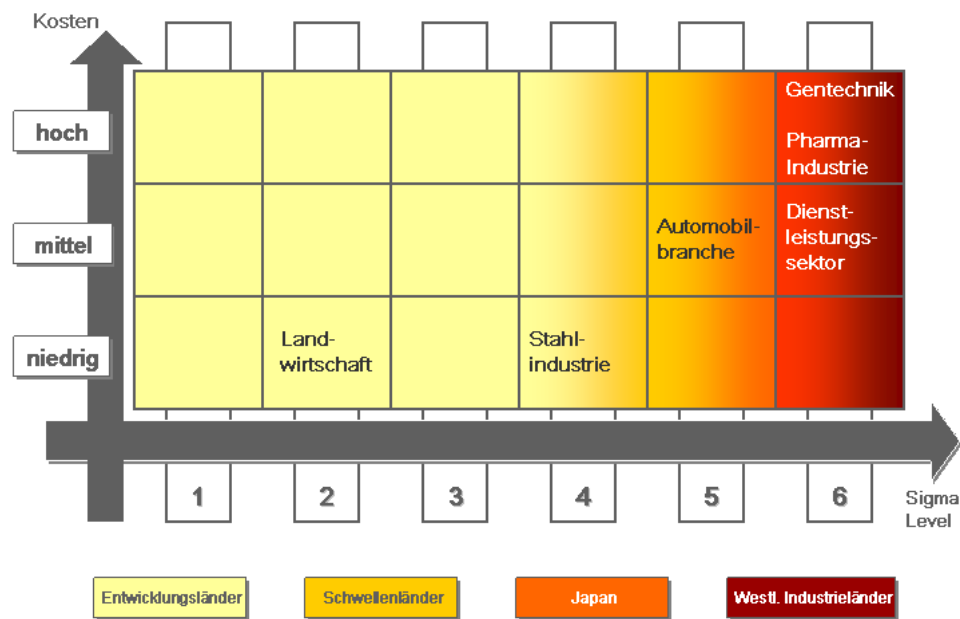 Kosten
hoch
Gentechnik
Pharma-
Industrie
mittel
Automobil-
branche
Dienst-
leistungs-
sektor
niedrig
Land-
wirtschaft
Stahl-
industrie
1 2 3 4 5 6
Sigma
Level
Entwicklungsländer Schwellenländer Japan Westl. Industrieländer